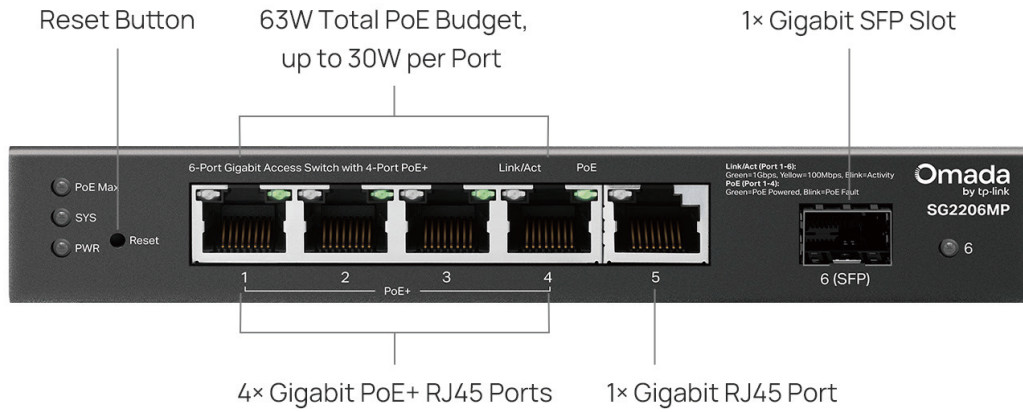 Reset Button
63W Total PoE Budget,
up to 30W per Port
1× Gigabit SFP Slot
6-Port Gigabit Access Switch with 4-Port PoE+
Link/Act
PoE
Link/Act (Port 1-6):
Green=1Gbps, Yellow=100Mbps, Blink=Activity
PoE (Port 1-4):
Green=PoE Powered, Blink=PoE Fault
Omada
by tp-link
SG2206MP
PoE Max
SYS
PWR
Reset
6
1
2
3
4
5
6 (SFP)
PoE+
4× Gigabit PoE+ RJ45 Ports
1× Gigabit RJ45 Port